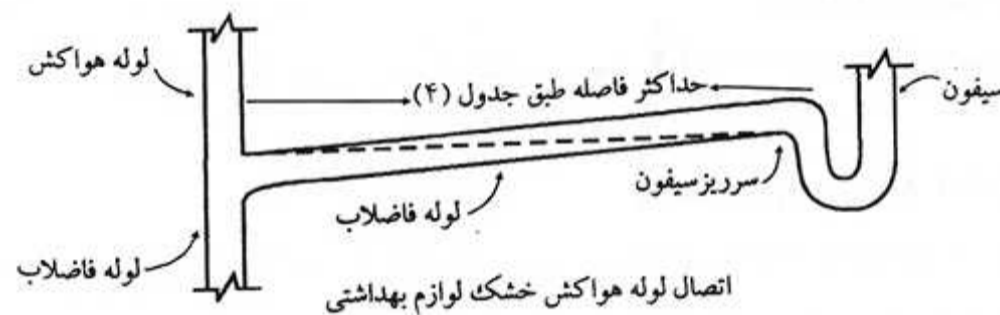 لوله هواکش
حداکثر فاصله طبق جدول (۴)
سیفون
سرریز سیفون
لوله فاضلاب
لوله فاضلاب
اتصال لوله هواکش خشک لوازم بهداشتی